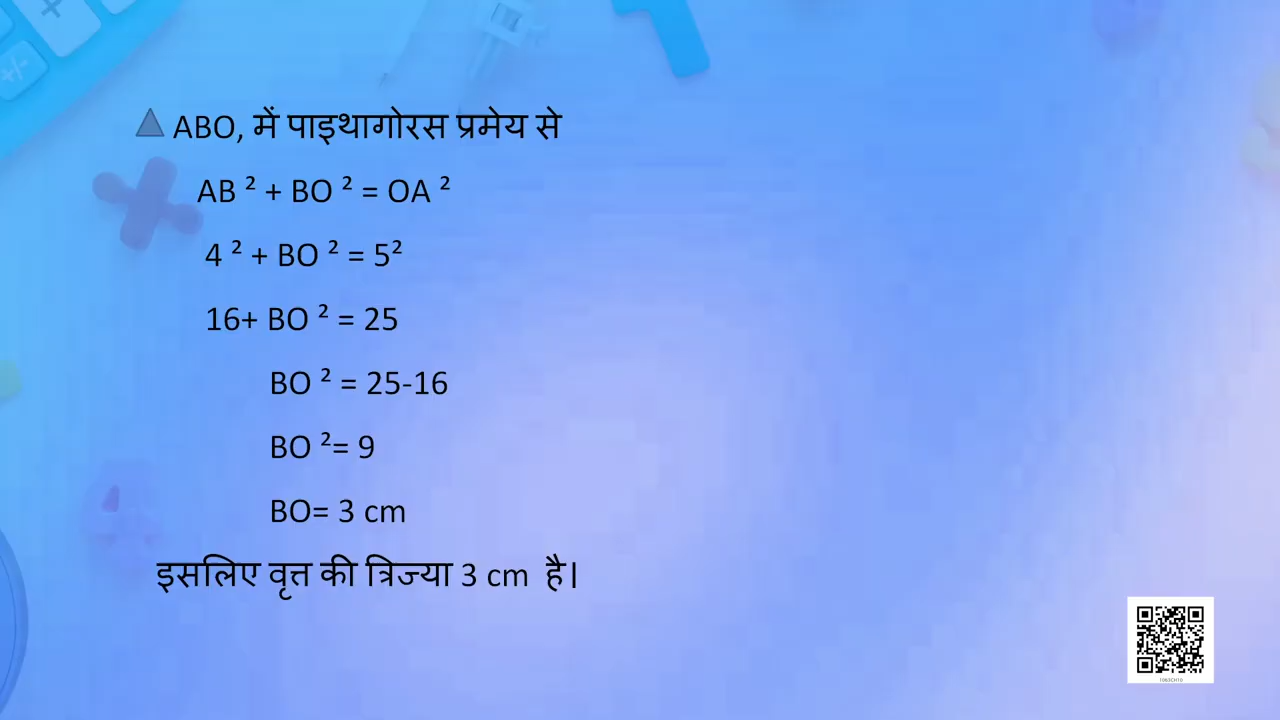 ABO, में पाइथागोरस प्रमेय से
AB ² + BO ² = OA ²
4 ² + BO ² = 5²
16+ BO ² = 25
BO ² = 25-16
BO ²= 9
BO= 3 cm
इसलिए वृत्त की त्रिज्या 3 cm है।
1063CH10